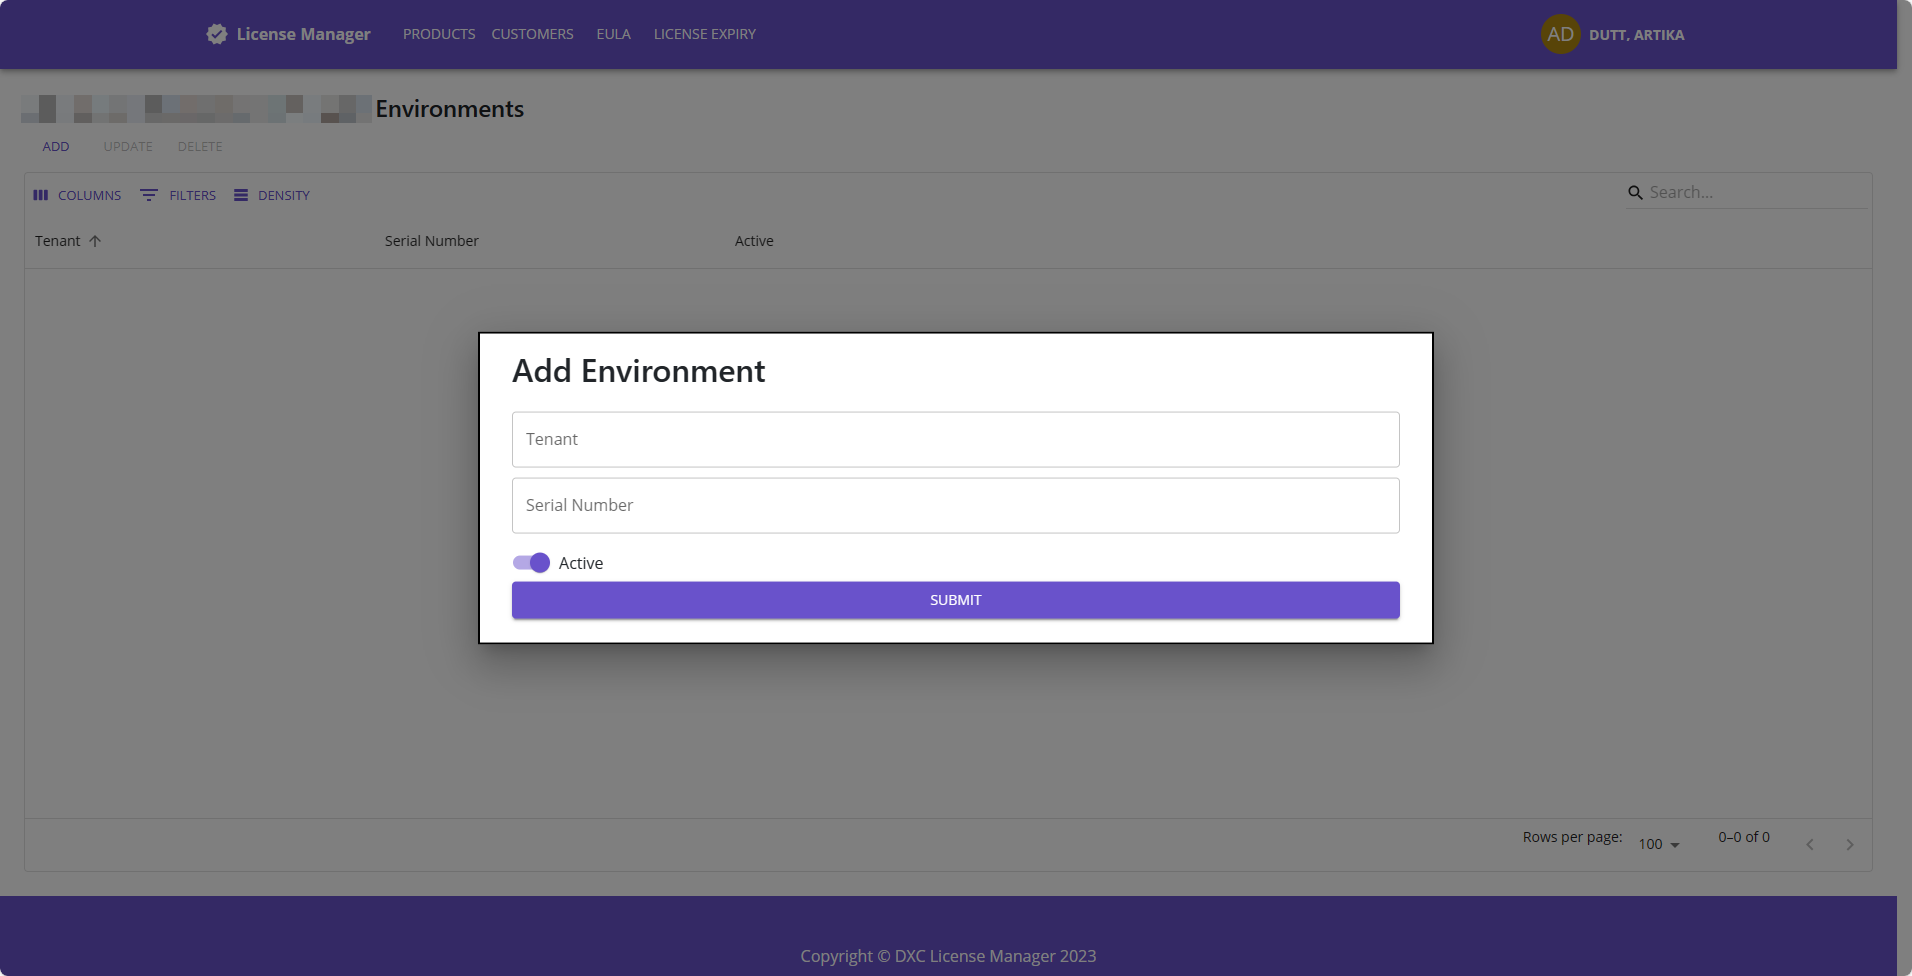 License Manager PRODUCTS CUSTOMERS EULA LICENSE EXPIRY AD DUTT, ARTIKA
Environments
ADD UPDATE DELETE
COLUMNS FILTERS DENSITY Search...
Tenant Serial Number Active
Add Environment
Tenant
Serial Number
Active
SUBMIT
Rows per page: 100 0–0 of 0
Copyright © DXC License Manager 2023